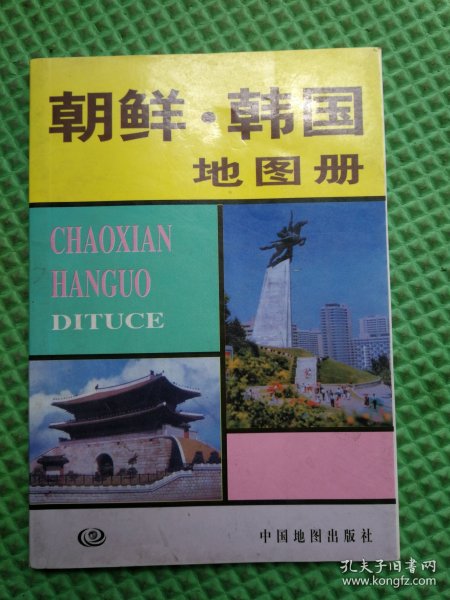 朝鲜·韩国
地图册
CHAOXIAN
HANGUO
DITUCE
中国地图出版社
孔夫子旧书网
www.kongfz.com